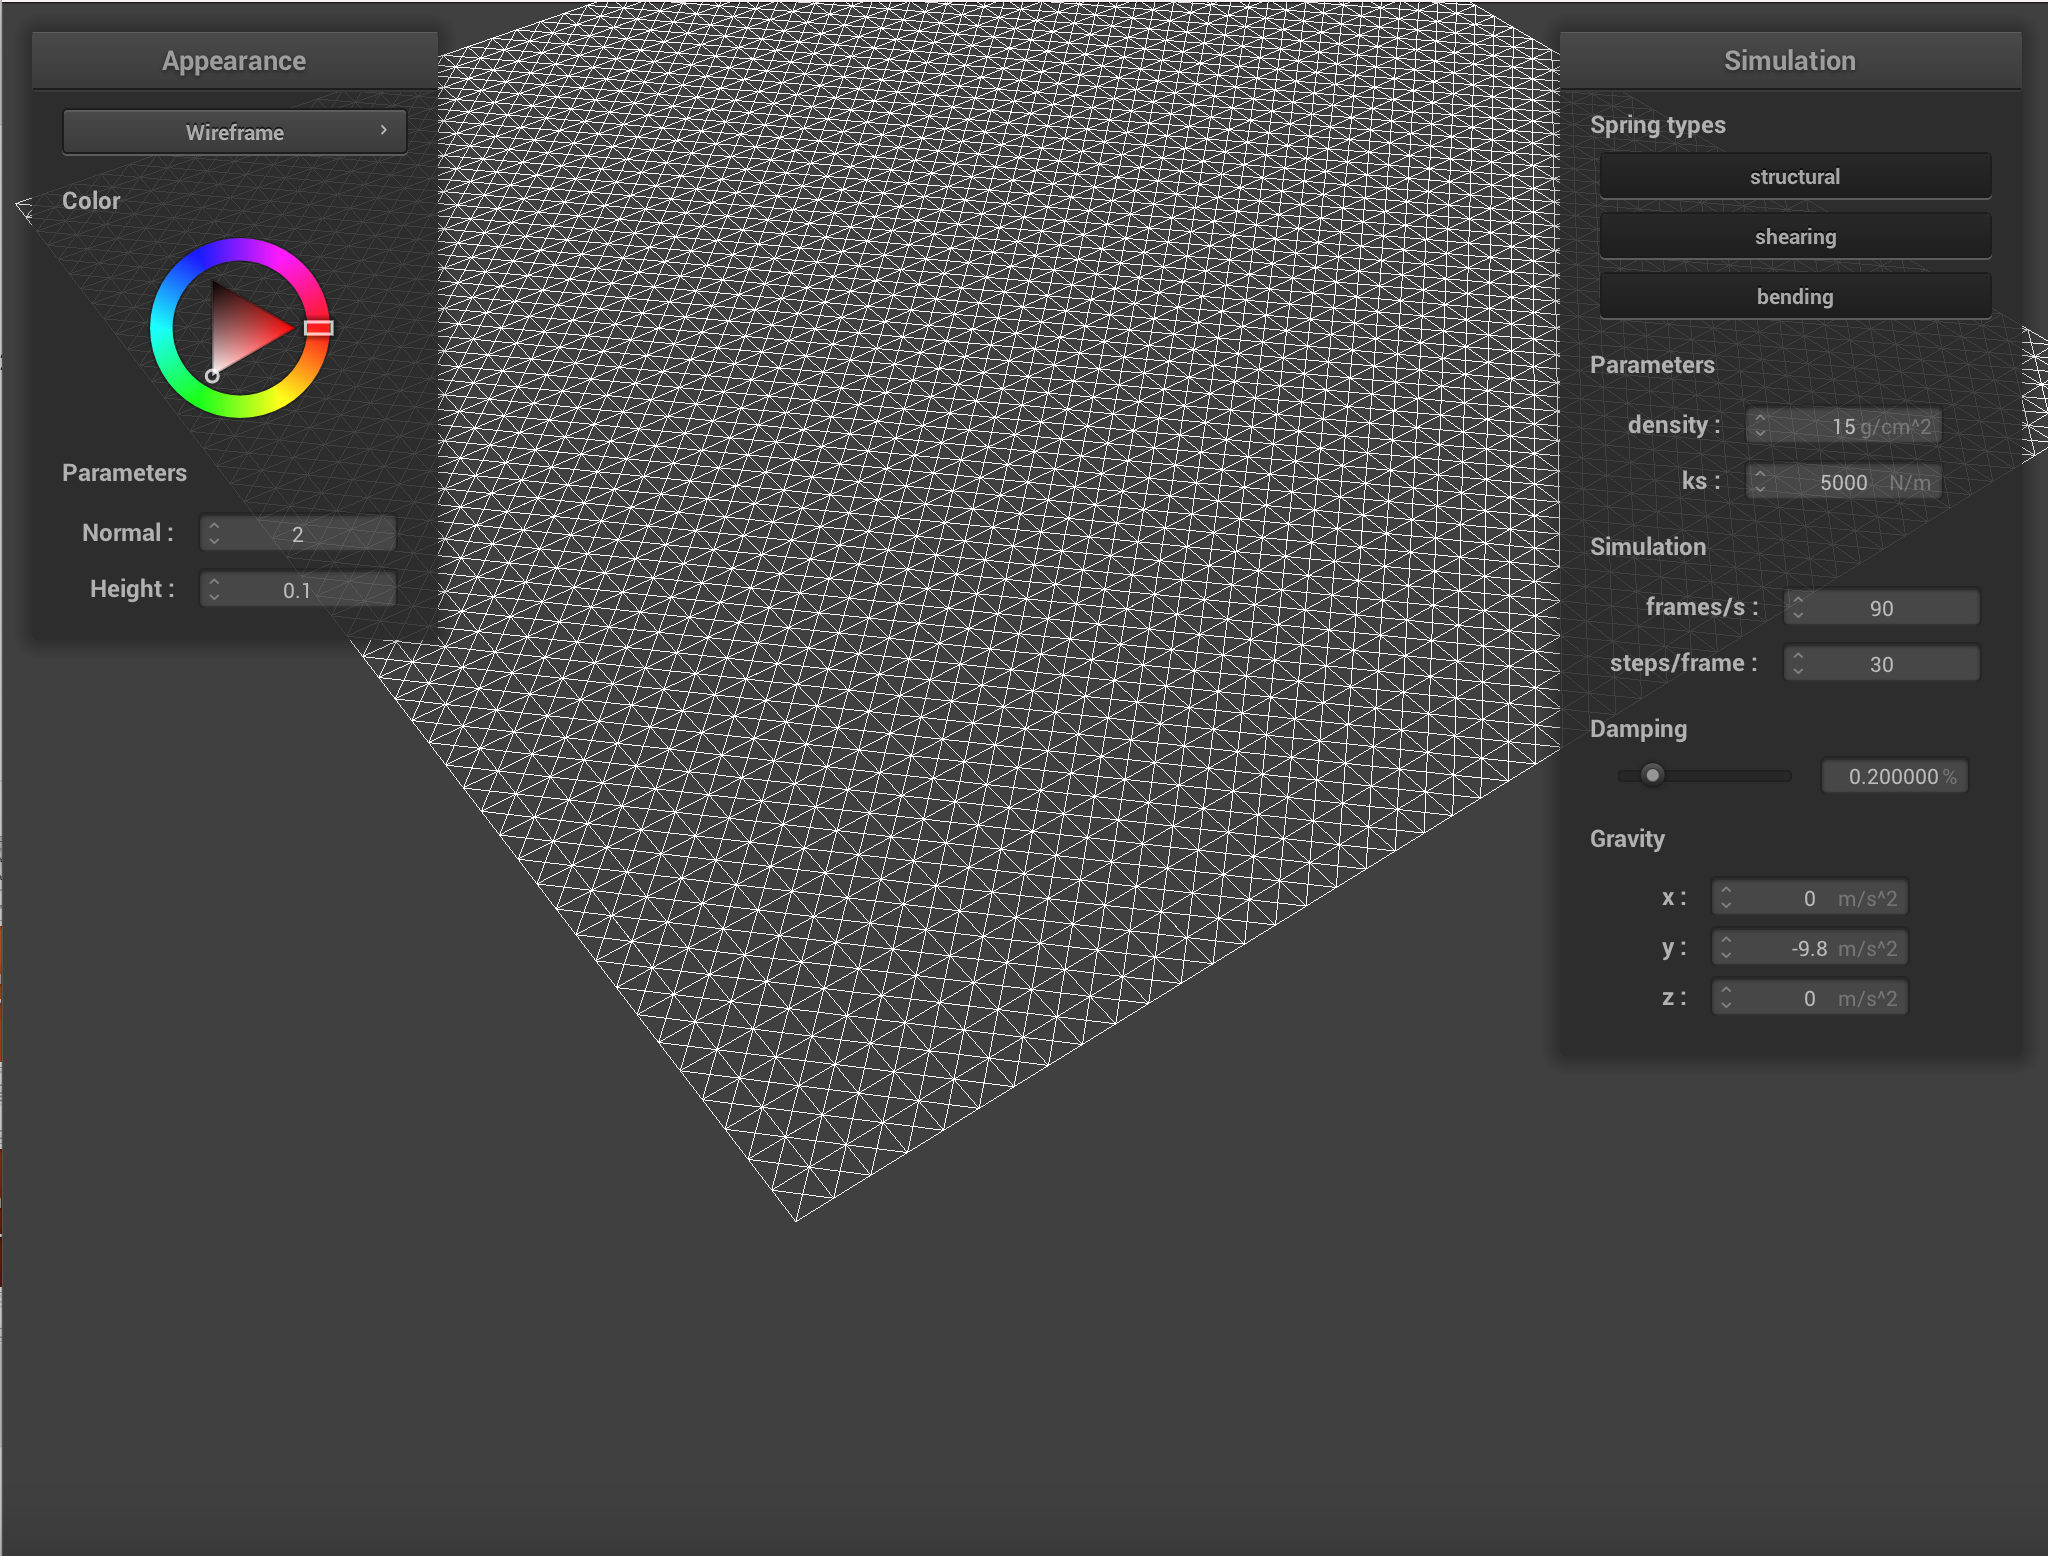 Appearance
Wireframe
Color
Parameters
Normal : 2
Height : 0.1
Simulation
Spring types
structural
shearing
bending
Parameters
density : 15 g/cm^2
ks : 5000 N/m
Simulation
frames/s : 90
steps/frame : 30
Damping
0.200000 %
Gravity
x : 0 m/s^2
y : -9.8 m/s^2
z : 0 m/s^2